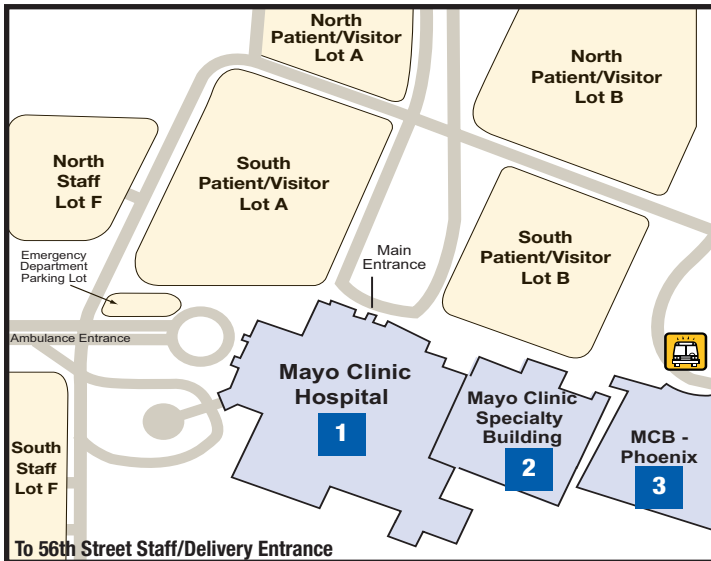 North
Patient/Visitor
Lot A
North
Patient/Visitor
Lot B
North
Staff
Lot F
South
Patient/Visitor
Lot A
South
Patient/Visitor
Lot B
Main
Entrance
Emergency
Department
Parking Lot
Ambulance Entrance
Mayo Clinic
Hospital
1
Mayo Clinic
Specialty
Building
2
MCB -
Phoenix
3
South
Staff
Lot F
To 56th Street Staff/Delivery Entrance